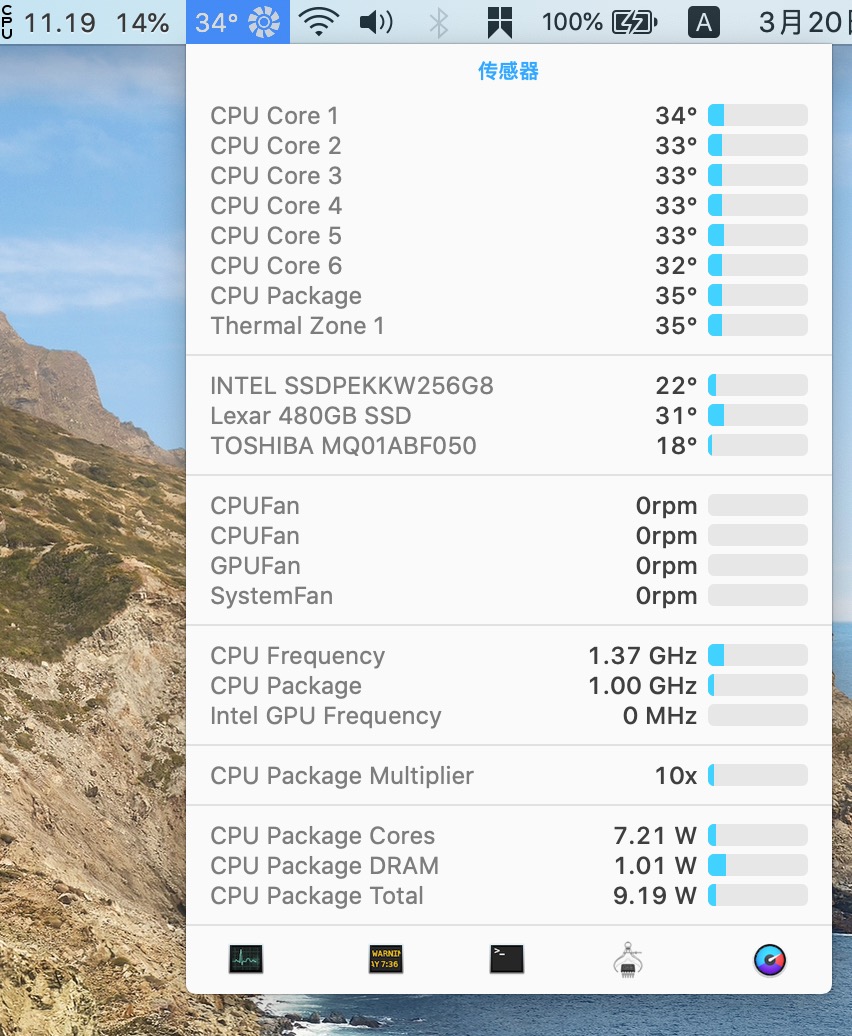 CPU 11.19 14% 34° 100% A 3月20
传感器
CPU Core 1 34°
CPU Core 2 33°
CPU Core 3 33°
CPU Core 4 33°
CPU Core 5 33°
CPU Core 6 32°
CPU Package 35°
Thermal Zone 1 35°
INTEL SSDPEKKW256G8 22°
Lexar 480GB SSD 31°
TOSHIBA MQ01ABF050 18°
CPUFan 0rpm
CPUFan 0rpm
GPUFan 0rpm
SystemFan 0rpm
CPU Frequency 1.37 GHz
CPU Package 1.00 GHz
Intel GPU Frequency 0 MHz
CPU Package Multiplier 10x
CPU Package Cores 7.21 W
CPU Package DRAM 1.01 W
CPU Package Total 9.19 W
WARNIN
AY 7:36